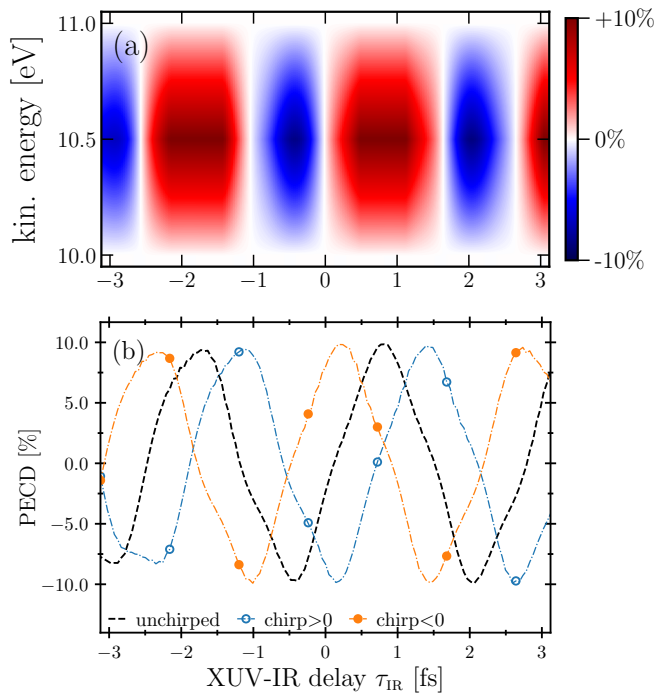 (a)
kin. energy [eV]
11.0
10.5
10.0
−3 −2 −1 0 1 2 3
+10%
0%
-10%
(b)
PECD [%]
10.0
5.0
0.0
−5.0
−10.0
unchirped chirp>0 chirp<0
−3 −2 −1 0 1 2 3
XUV-IR delay τIR [fs]